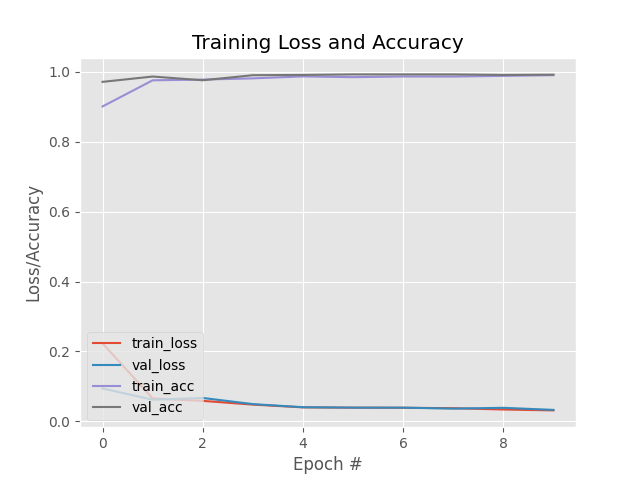 Training Loss and Accuracy
1.0
0.8
0.6
0.4
0.2
0.0
Loss/Accuracy
train_loss
val_loss
train_acc
val_acc
0 2 4 6 8
Epoch #